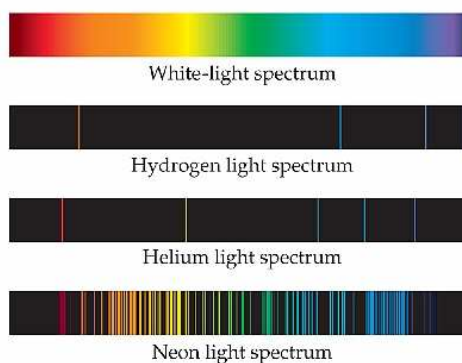 White-light spectrum
Hydrogen light spectrum
Helium light spectrum
Neon light spectrum